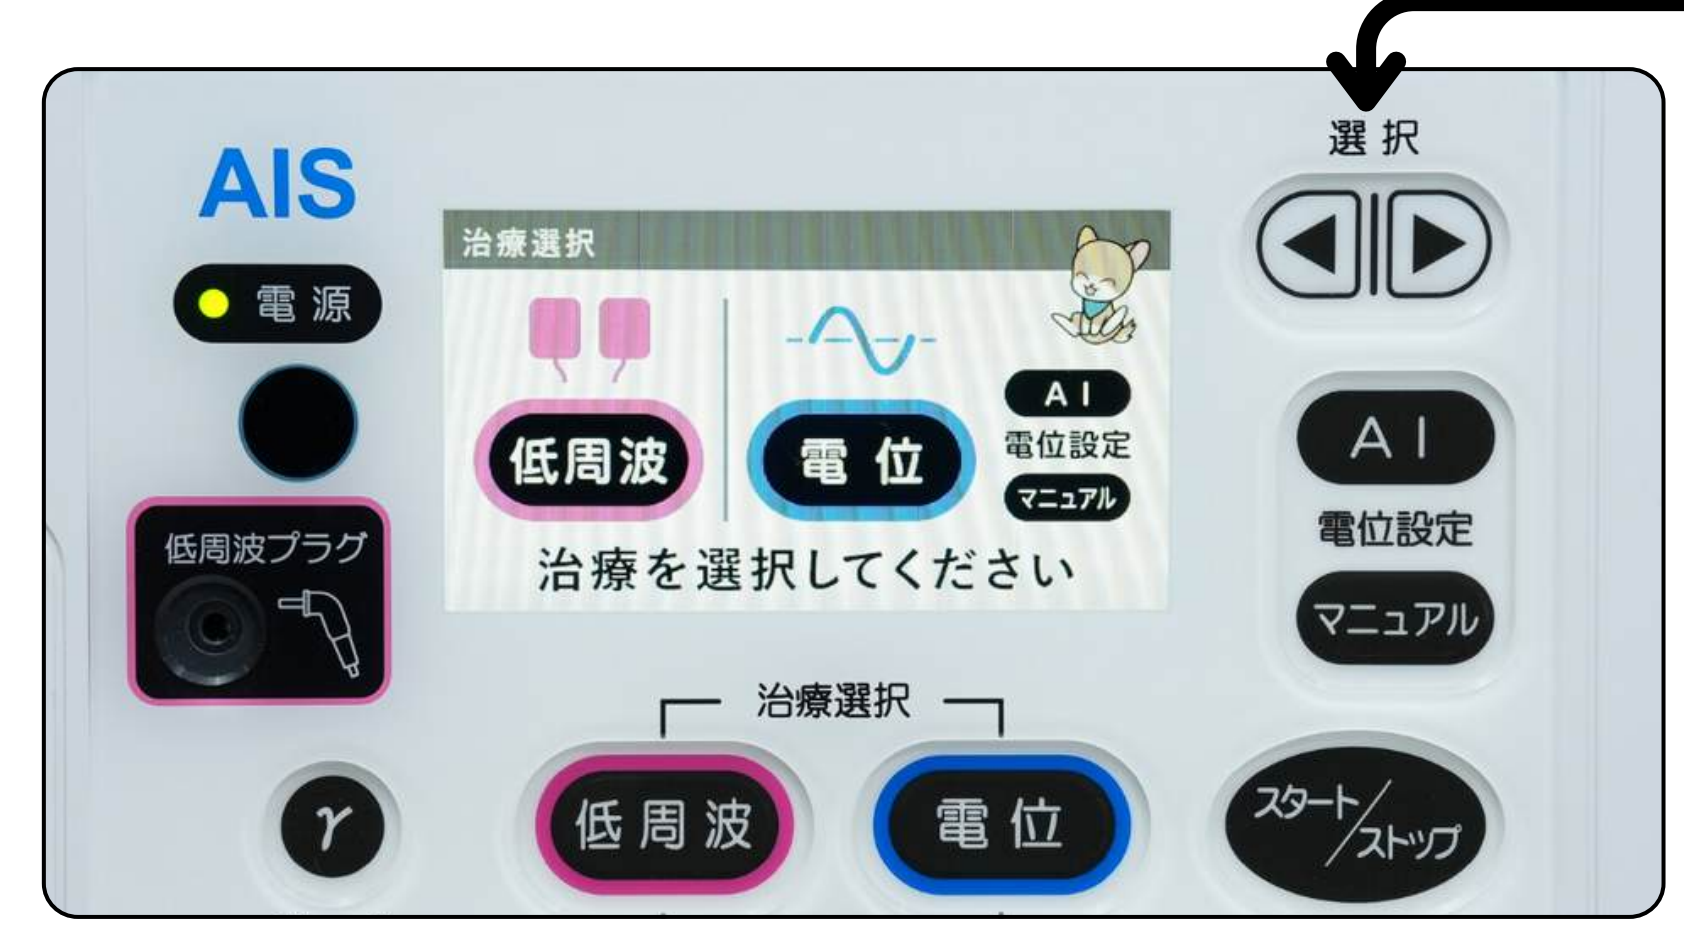 選択
AIS
電源
治療選択
低周波
電位
AI
電位設定
マニュアル
治療を選択してください
AI
電位設定
マニュアル
低周波プラグ
治療選択
γ
低周波
電位
スタート/ストップ